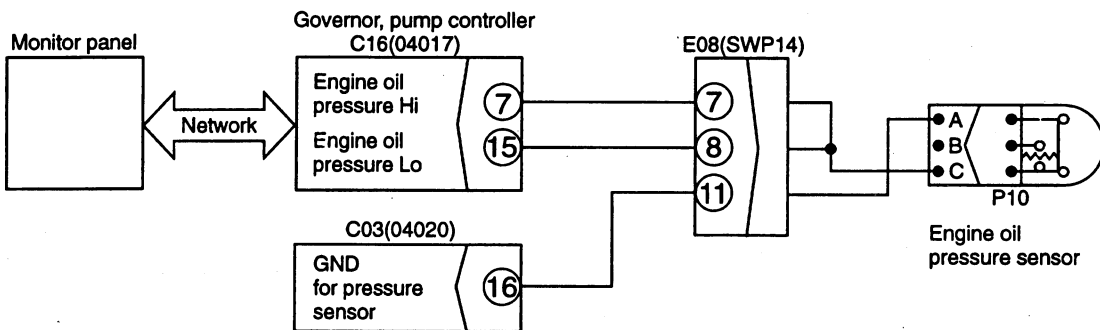 Governor, pump controller
Monitor panel
C16(04017)
E08(SWP14)
Engine oil
pressure Hi
7
7
Network
Engine oil
pressure Lo
15
8
11
A
B
C
P10
C03(04020)
GND
for pressure
sensor
16
Engine oil
pressure sensor